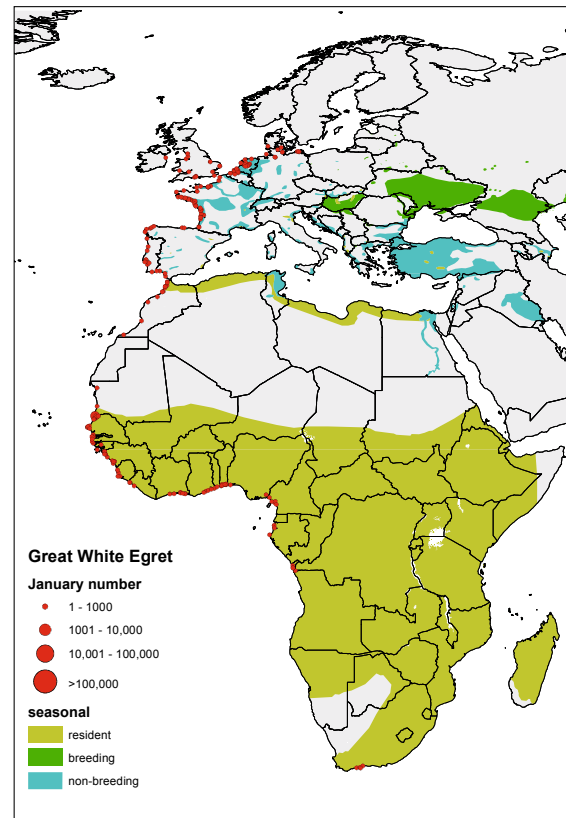 Great White Egret
January number
1 - 1000
1001 - 10,000
10,001 - 100,000
>100,000
seasonal
resident
breeding
non-breeding